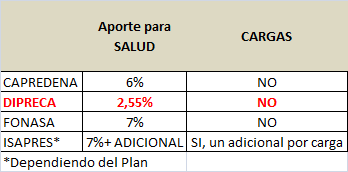 Aporte para
SALUD
CARGAS
CAPREDENA 6% NO
DIPRECA 2,55% NO
FONASA 7% NO
ISAPRES* 7%+ ADICIONAL SI, un adicional por carga
*Dependiendo del Plan